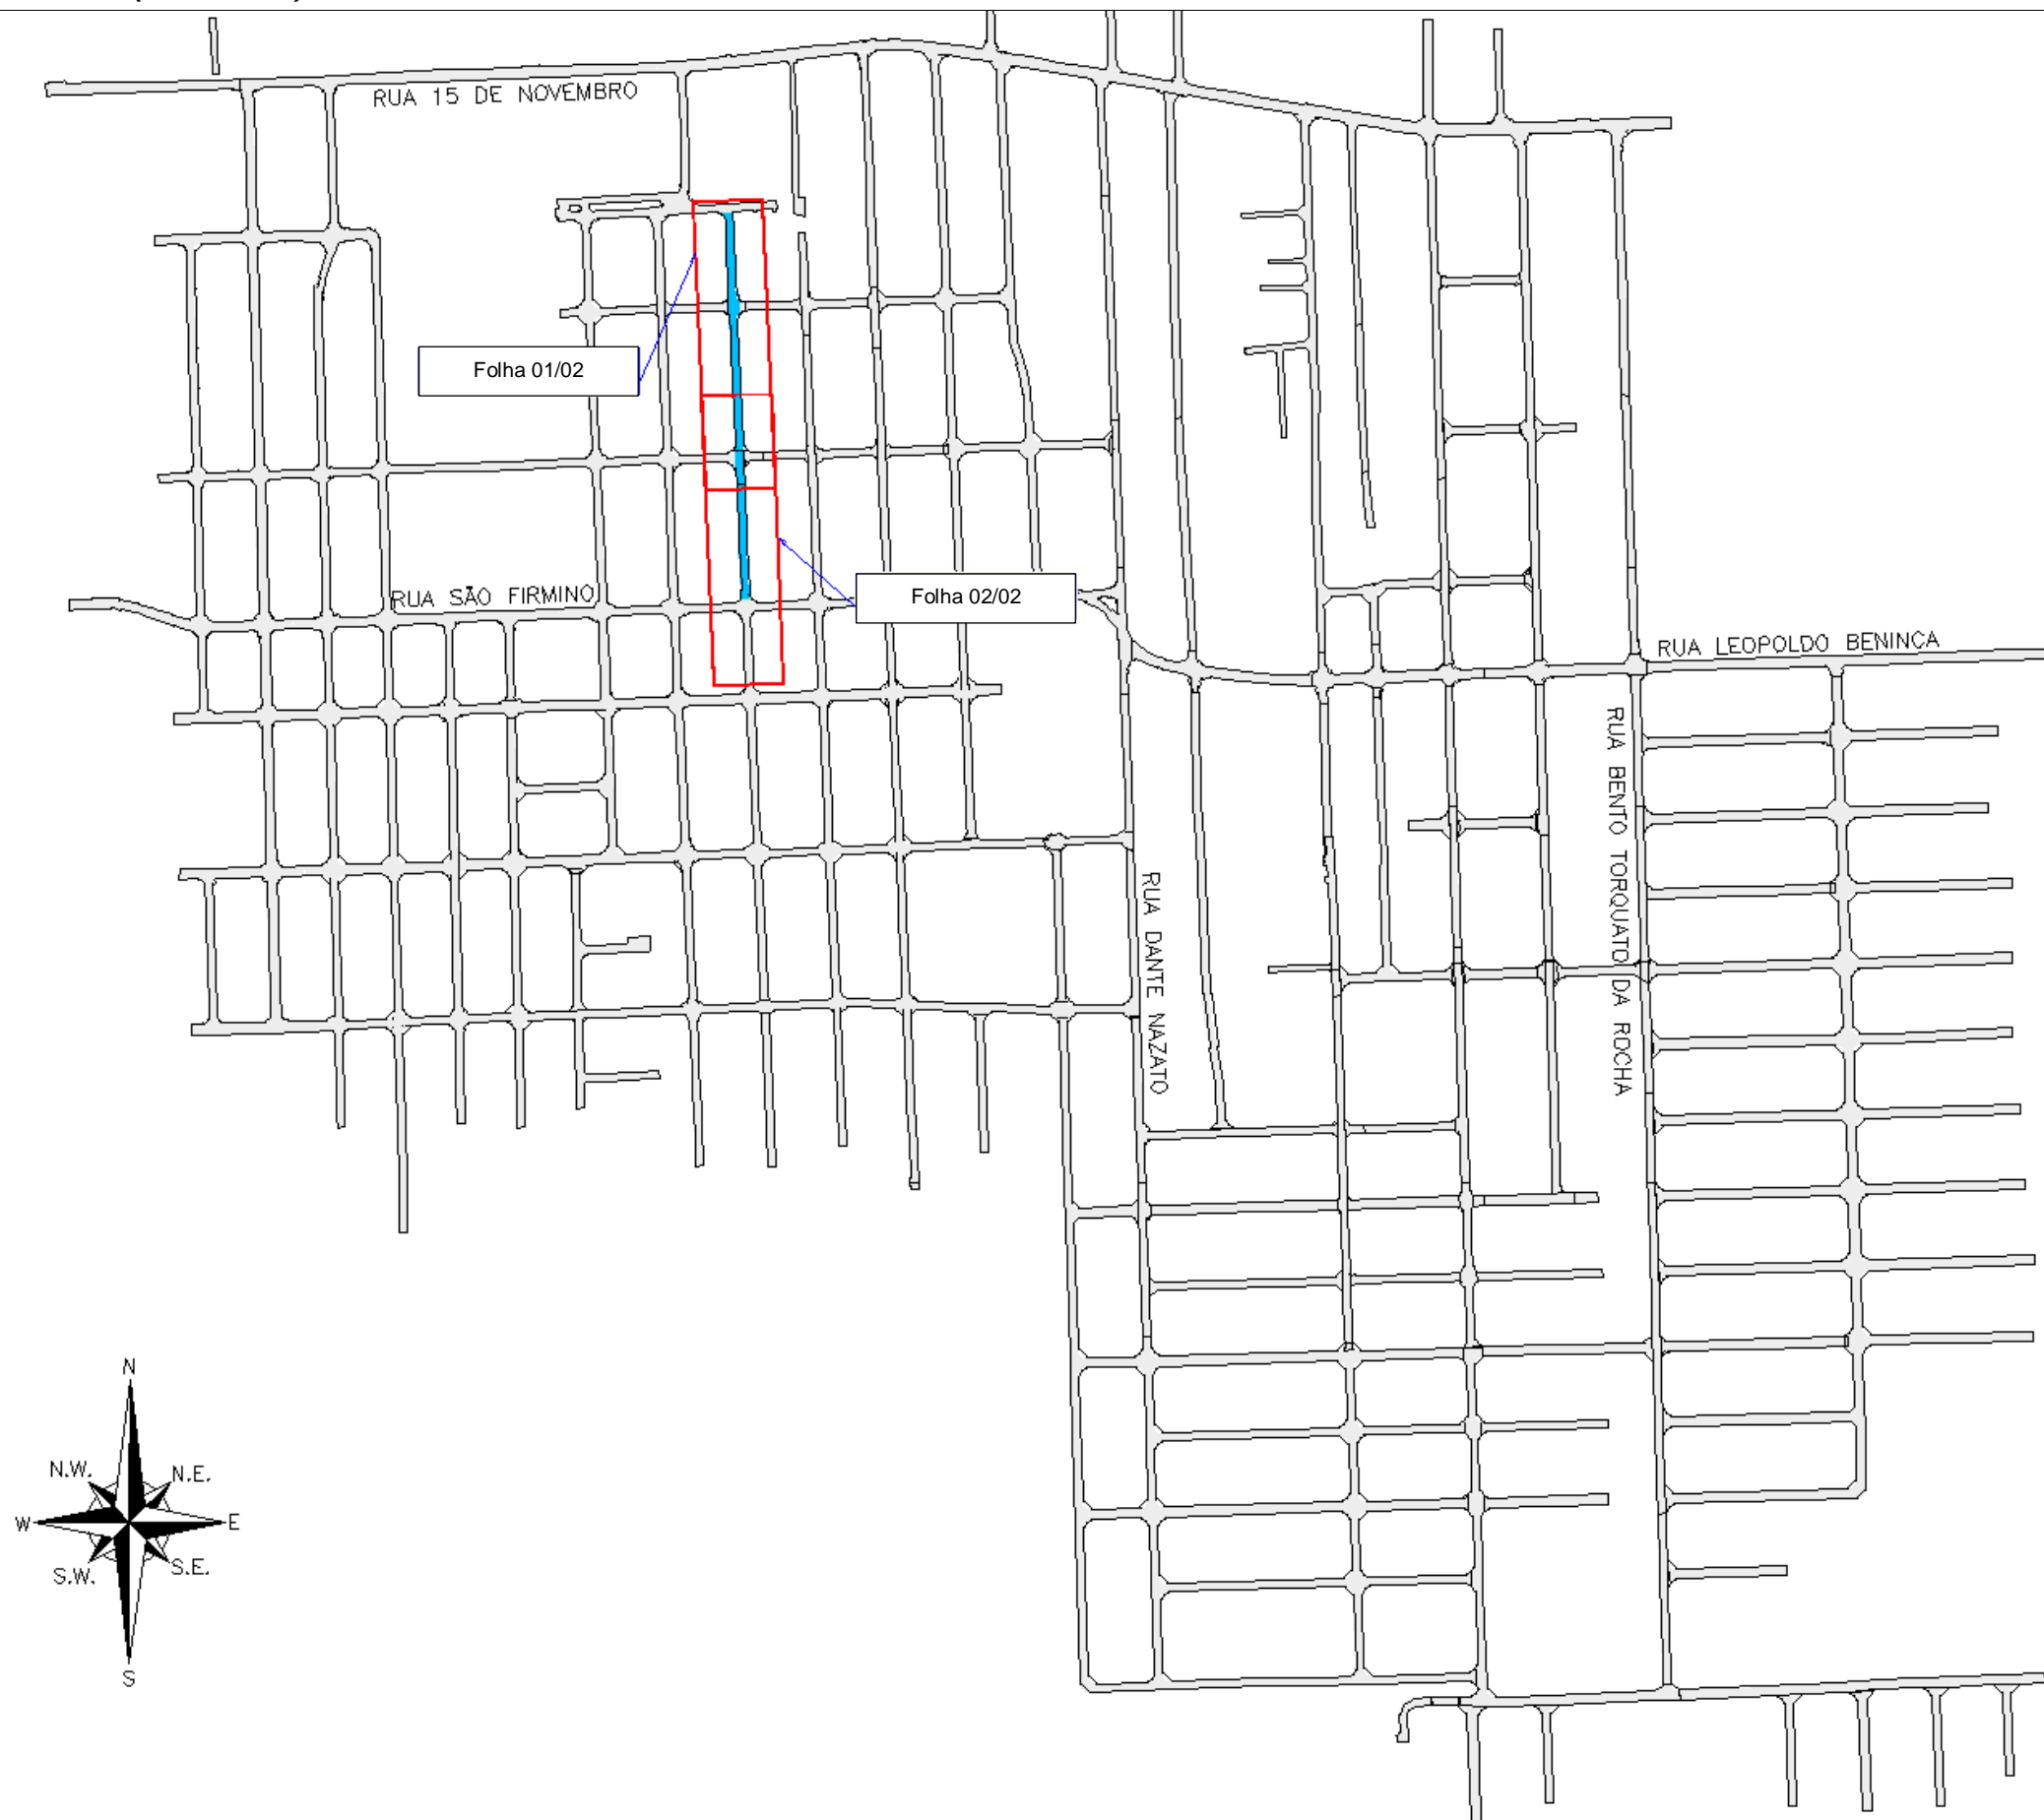 RUA 15 DE NOVEMBRO
Folha 01/02
RUA SÃO FIRMINO
Folha 02/02
RUA LEOPOLDO BENINCA
RUA BENTO TORQUATO DA ROCHA
RUA DANTE NAZATO
N
N.W.
N.E.
W
E
S.W.
S.E.
S